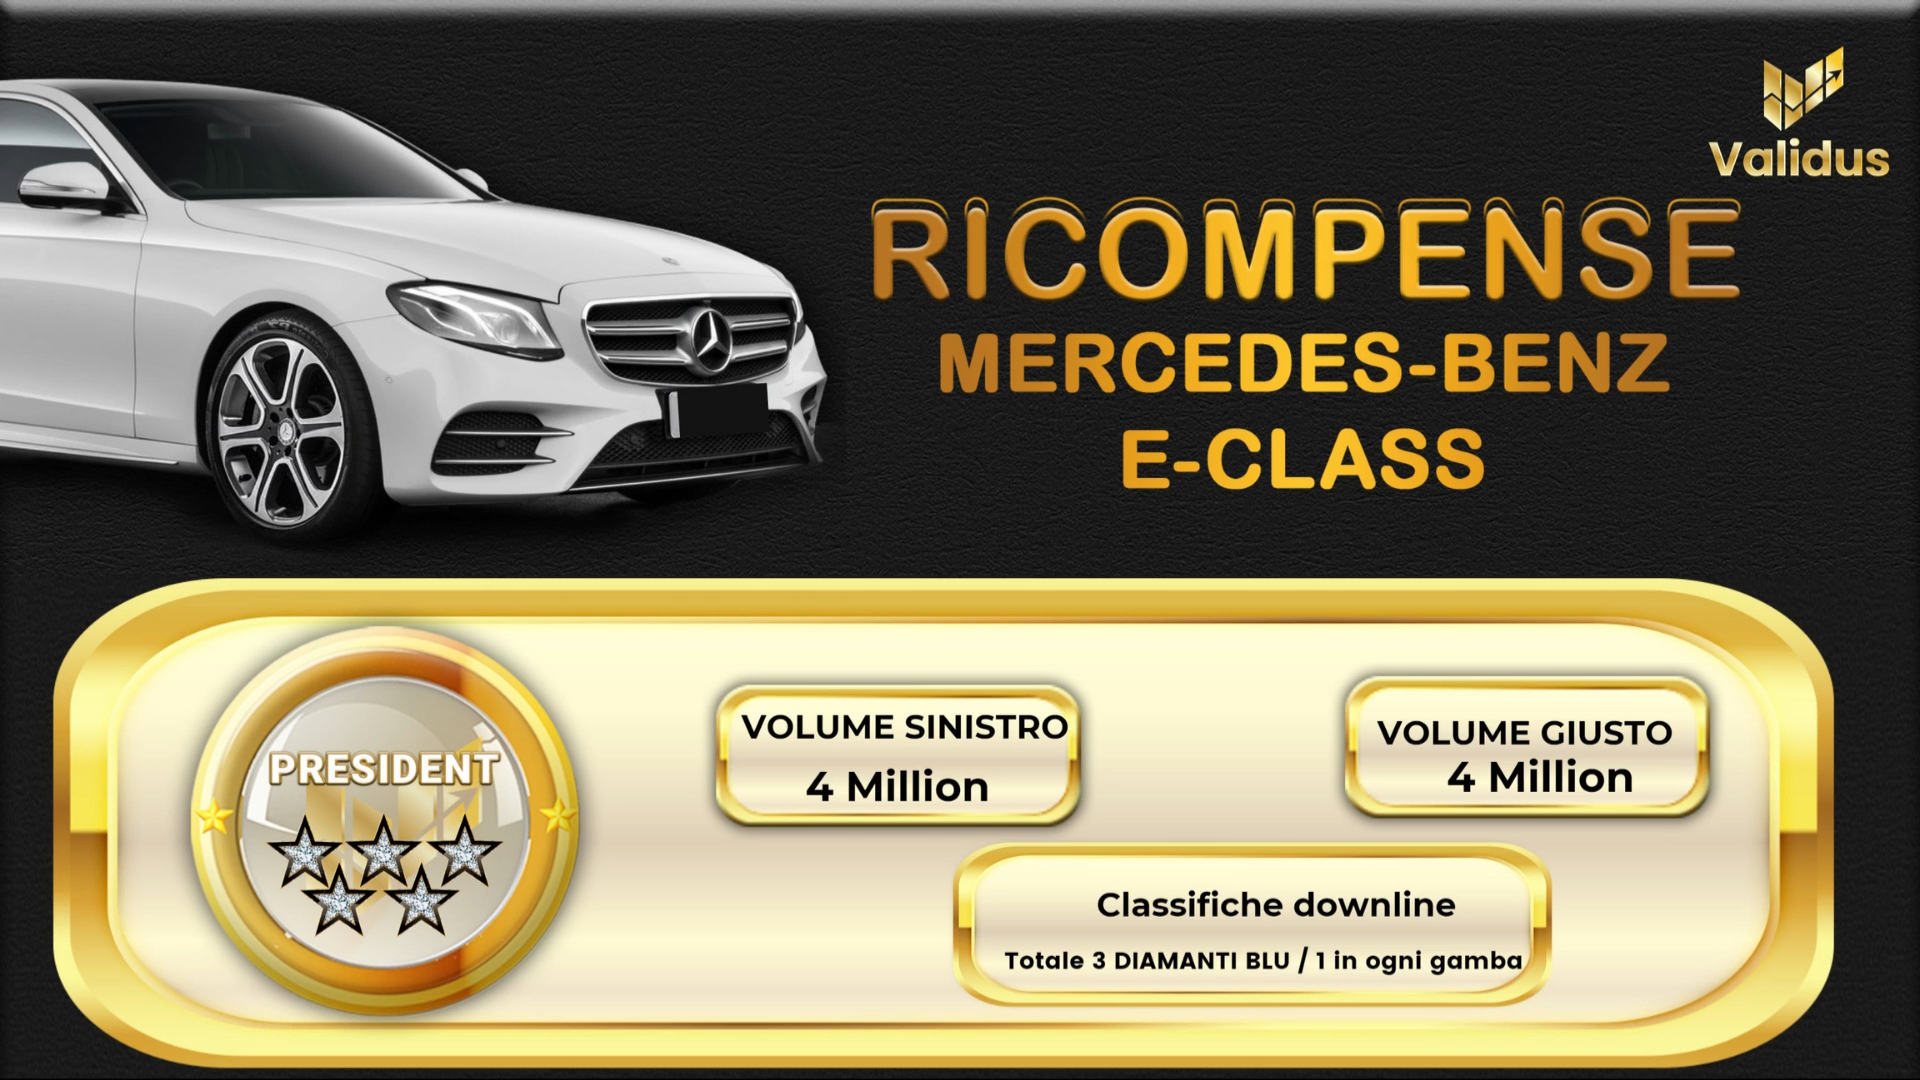 Validus
RICOMPENSE
MERCEDES-BENZ
E-CLASS
PRESIDENT
VOLUME SINISTRO
4 Million
VOLUME GIUSTO
4 Million
Classifiche downline
Totale 3 DIAMANTI BLU / 1 in ogni gamba